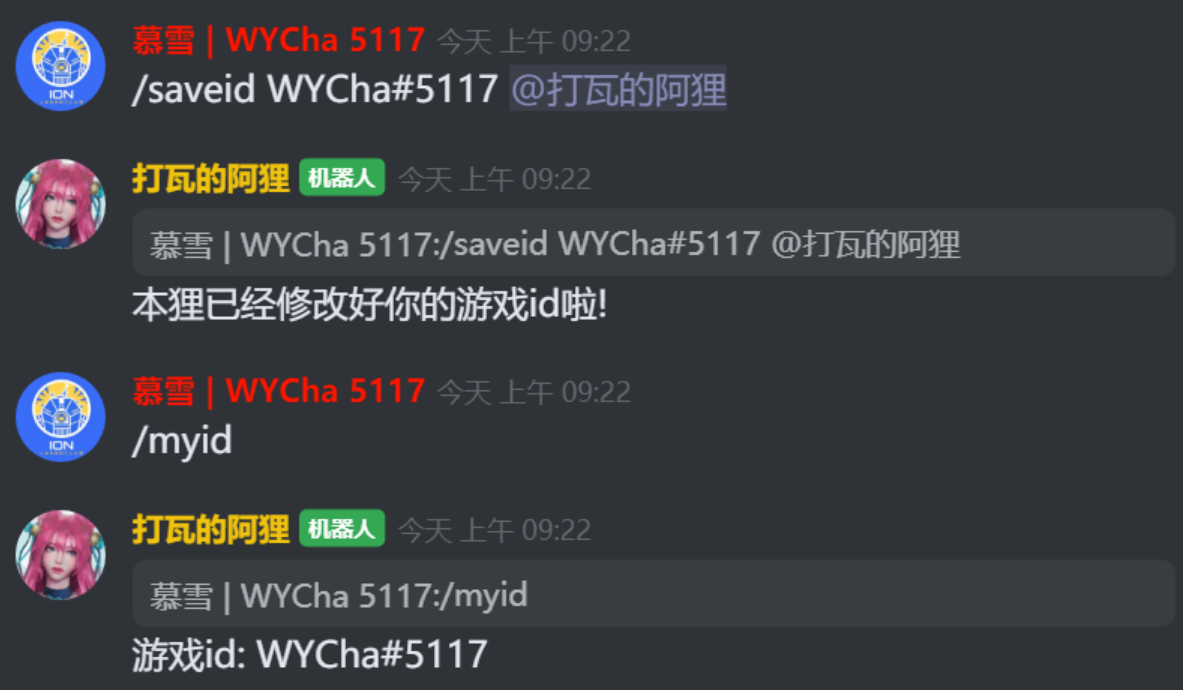 慕雪 | WYCha 5117 今天 上午 09:22
/saveid WYCha#5117 @打瓦的阿狸
打瓦的阿狸 机器人 今天 上午 09:22
慕雪 | WYCha 5117:/saveid WYCha#5117 @打瓦的阿狸
本狸已经修改好你的游戏id啦!
慕雪 | WYCha 5117 今天 上午 09:22
/myid
打瓦的阿狸 机器人 今天 上午 09:22
慕雪 | WYCha 5117:/myid
游戏id: WYCha#5117
ION
ION